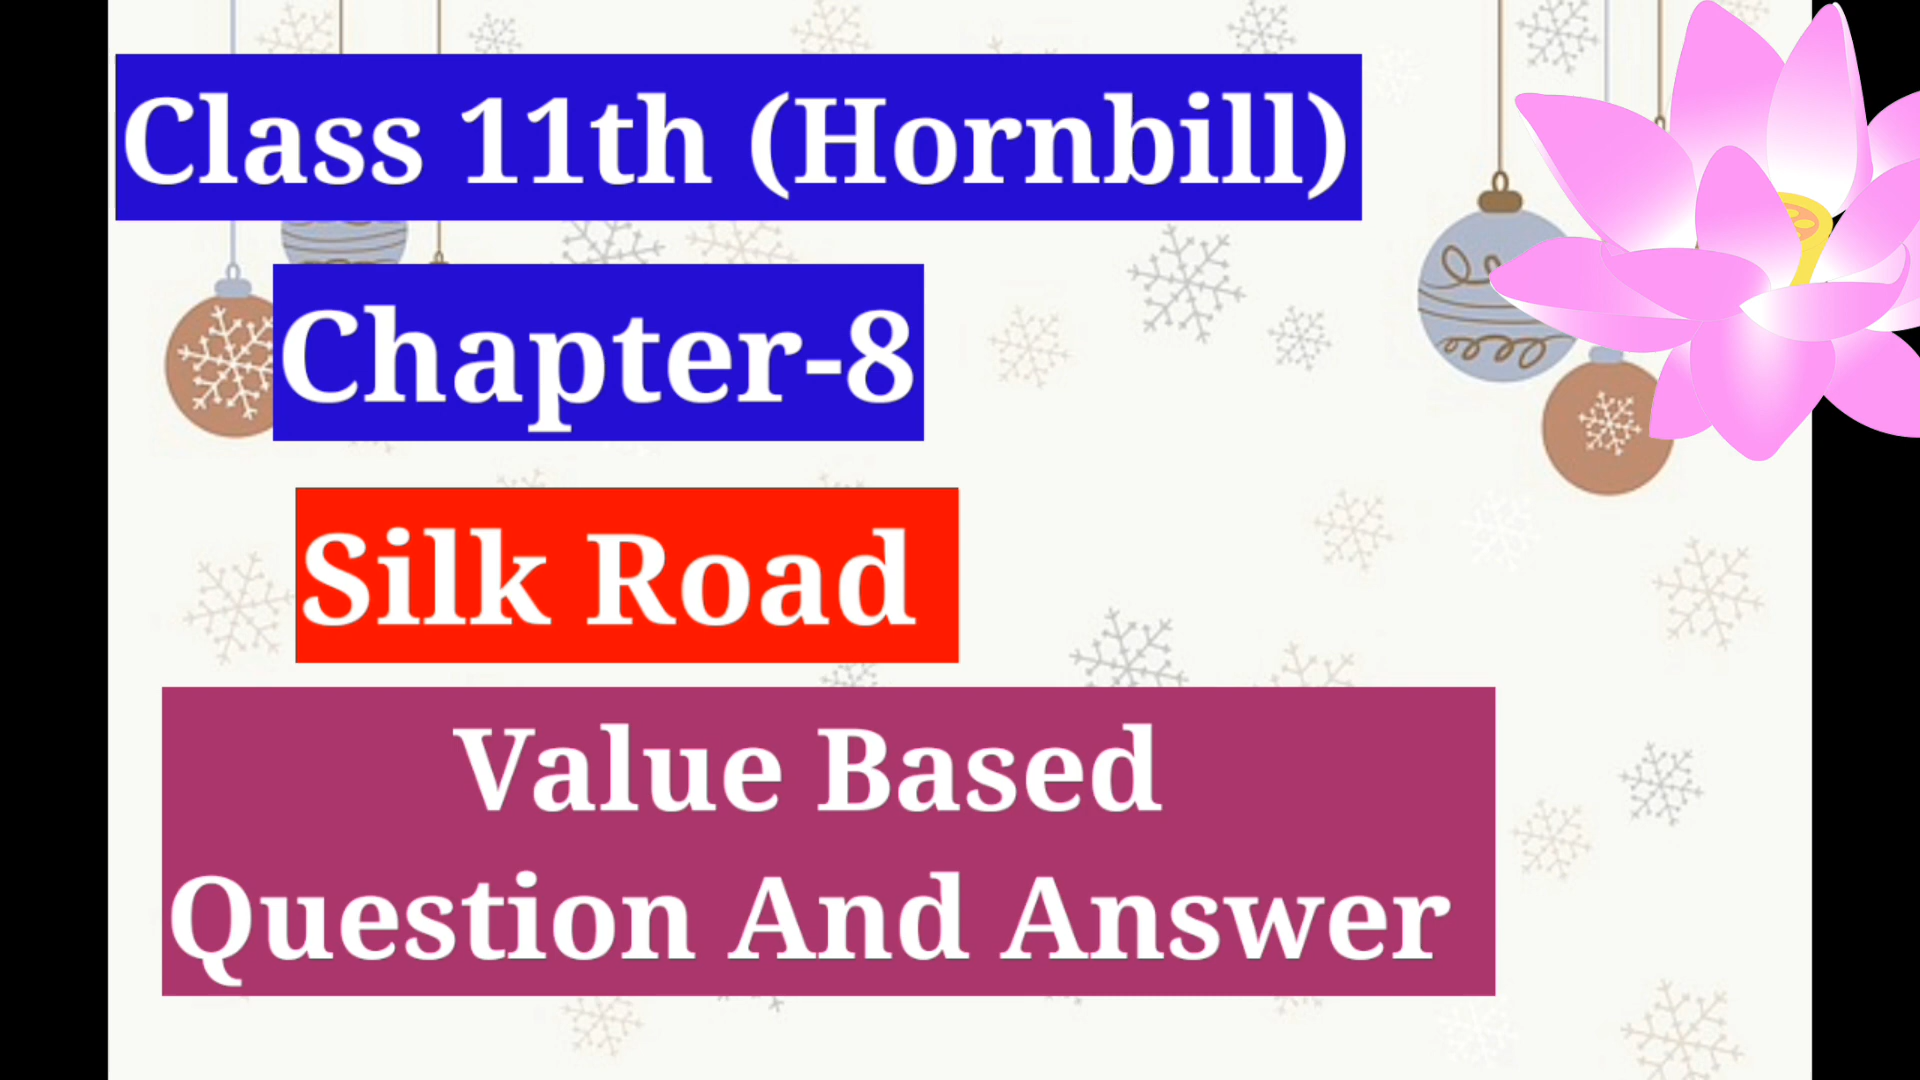 Class 11th (Hornbill)
Chapter-8
Silk Road
Value Based
Question And Answer